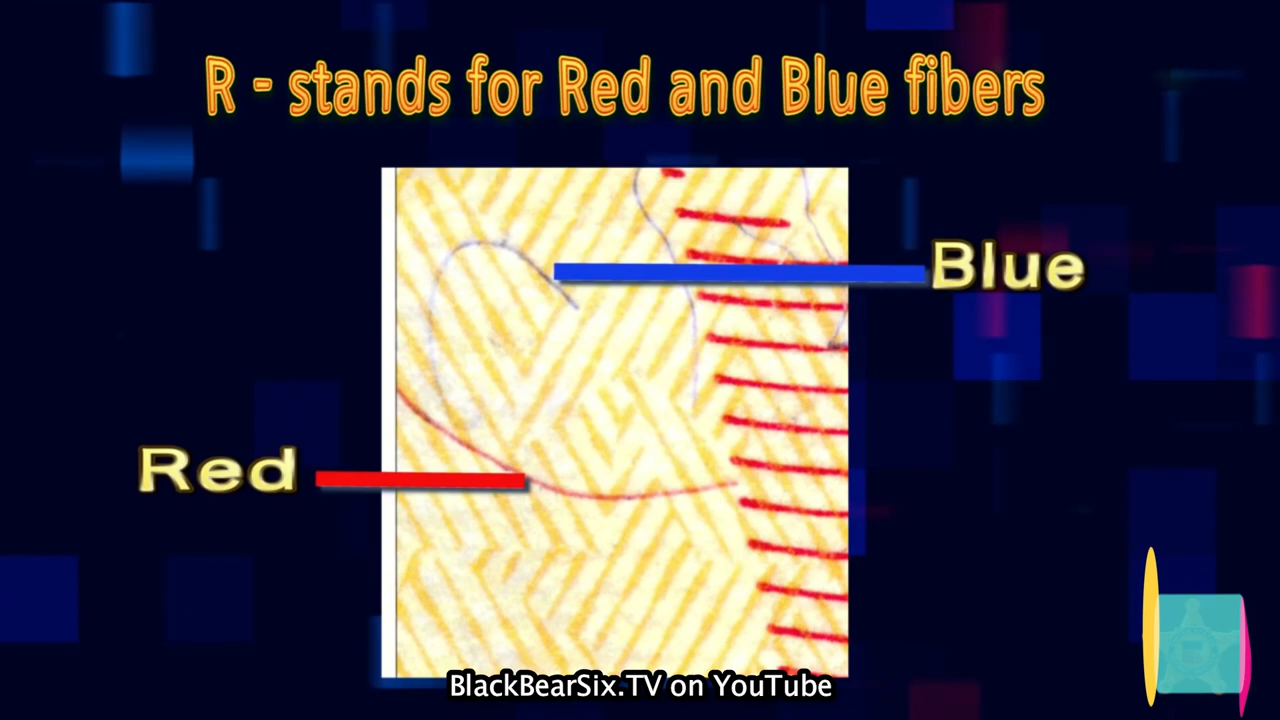 R - stands for Red and Blue fibers
Blue
Red
BlackBearSix.TV on YouTube